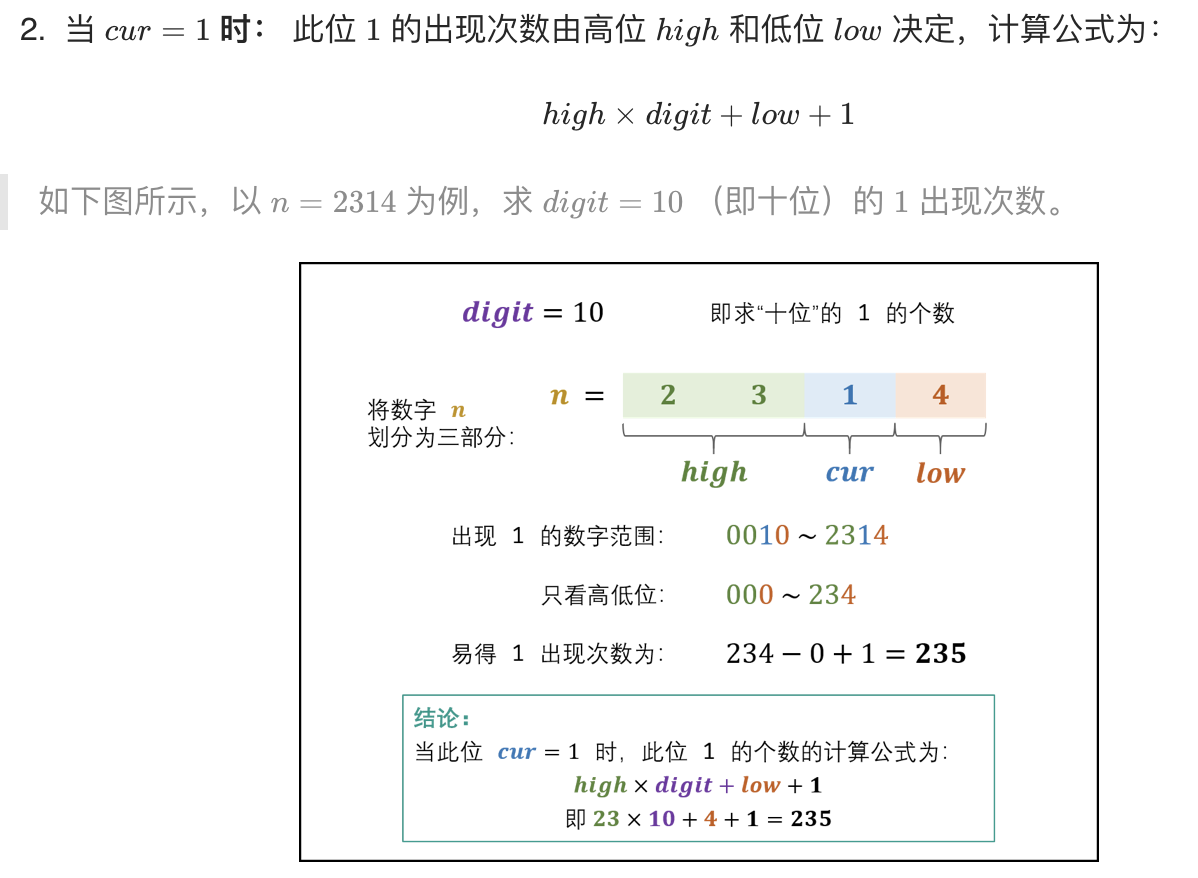 2. 当 cur = 1 时： 此位 1 的出现次数由高位 high 和低位 low 决定，计算公式为：
high × digit + low + 1
如下图所示，以 n = 2314 为例，求 digit = 10 （即十位）的 1 出现次数。
digit = 10 即求“十位”的 1 的个数
将数字 n
划分为三部分:
n = 2 3 1 4
high cur low
出现 1 的数字范围: 0010 ~ 2314
只看高低位: 000 ~ 234
易得 1 出现次数为: 234 − 0 + 1 = 235
结论：
当此位 cur = 1 时, 此位 1 的个数的计算公式为:
high × digit + low + 1
即 23 × 10 + 4 + 1 = 235